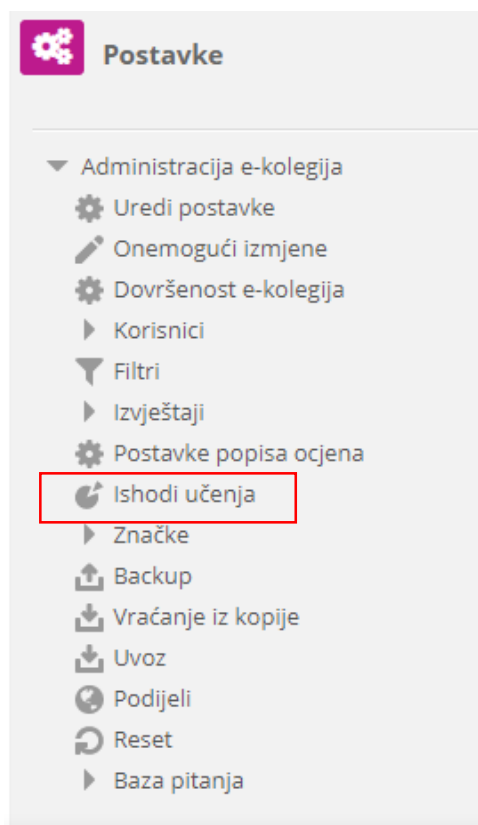 Postavke
Administracija e-kolegija
Uredi postavke
Onemogući izmjene
Dovršenost e-kolegija
Korisnici
Filtri
Izvještaji
Postavke popisa ocjena
Ishodi učenja
Značke
Backup
Vraćanje iz kopije
Uvoz
Podijeli
Reset
Baza pitanja